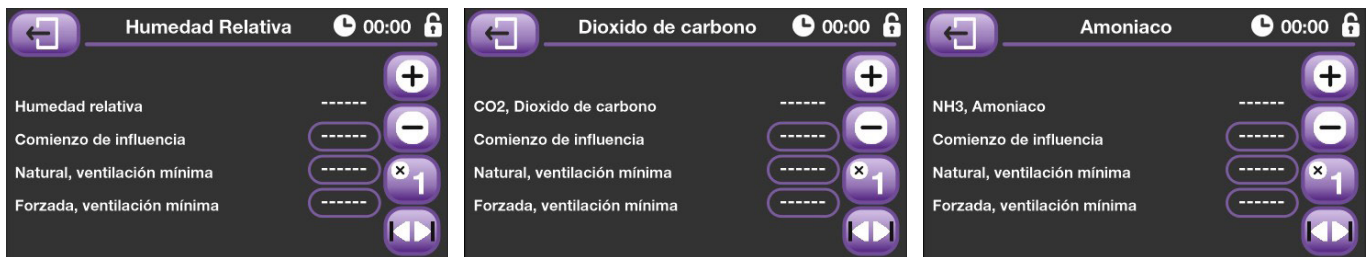 Humedad Relativa 00:00
Humedad relativa ------
Comienzo de influencia ------
Natural, ventilación mínima ------
× 1
Forzada, ventilación mínima ------
Dioxido de carbono 00:00
CO2, Dioxido de carbono ------
Comienzo de influencia ------
Natural, ventilación mínima ------
× 1
Forzada, ventilación mínima ------
Amoniaco 00:00
NH3, Amoniaco ------
Comienzo de influencia ------
Natural, ventilación mínima ------
× 1
Forzada, ventilación mínima ------